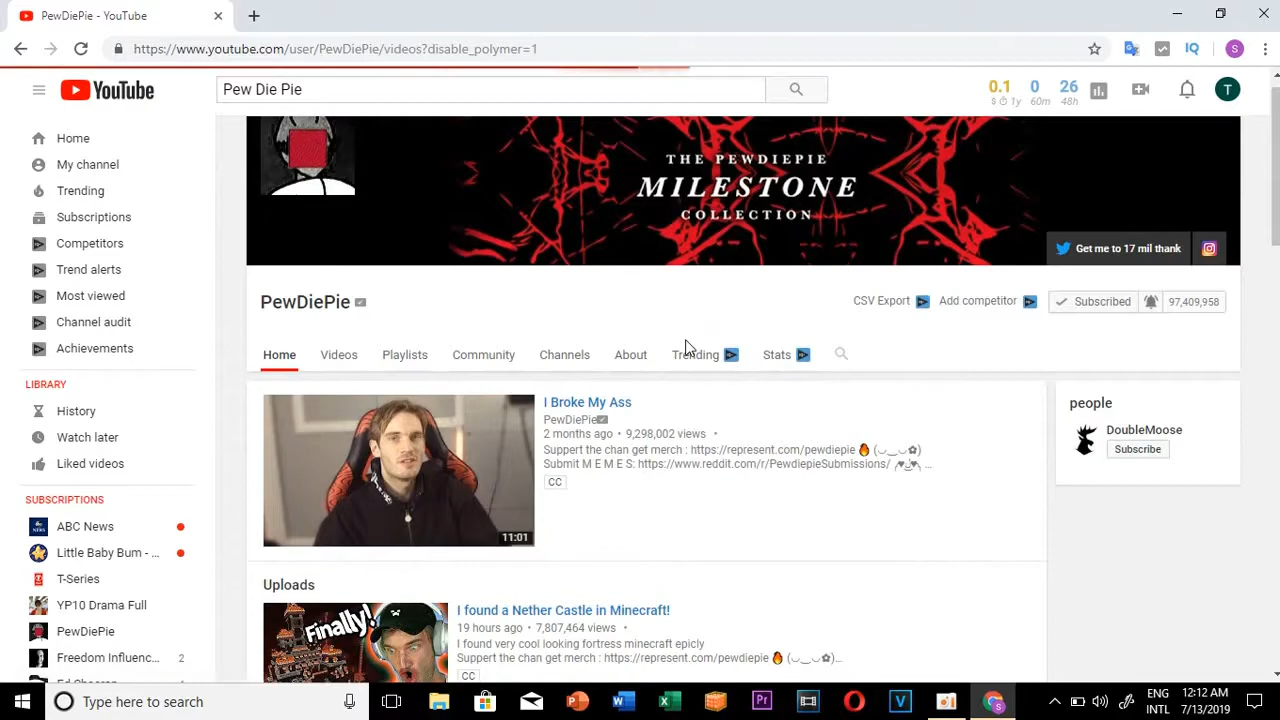 PewDiePie - YouTube
https://www.youtube.com/user/PewDiePie/videos?disable_polymer=1
S
YouTube
Pew Die Pie
0.1 0 26
$ 1y 60m 48h
T
Home
My channel
Trending
Subscriptions
Competitors
Trend alerts
Most viewed
Channel audit
Achievements
LIBRARY
History
Watch later
Liked videos
SUBSCRIPTIONS
ABC News
Little Baby Bum - ...
T-Series
YP10 Drama Full
PewDiePie
Freedom Influenc... 2
THE PEWDIEPIE
MILESTONE
COLLECTION
Get me to 17 mil thank
PewDiePie
CSV Export Add competitor Subscribed 97,409,958
Home Videos Playlists Community Channels About Trending Stats
I Broke My Ass
PewDiePie
2 months ago • 9,298,002 views •
Suppert the chan get merch : https://represent.com/pewdiepie 🔥 (◡‿◡✿)
Submit M E M E S: https://www.reddit.com/r/PewdiepieSubmissions/ ...
CC
11:01
people
DoubleMoose
Subscribe
Uploads
Finally!
I found a Nether Castle in Minecraft!
19 hours ago • 7,807,464 views •
I found very cool looking fortress minecraft epicly
Suppert the chan get merch : https://represent.com/pewdiepie 🔥 (◡‿◡✿)...
CC
Type here to search
ENG
INTL
12:12 AM
7/13/2019